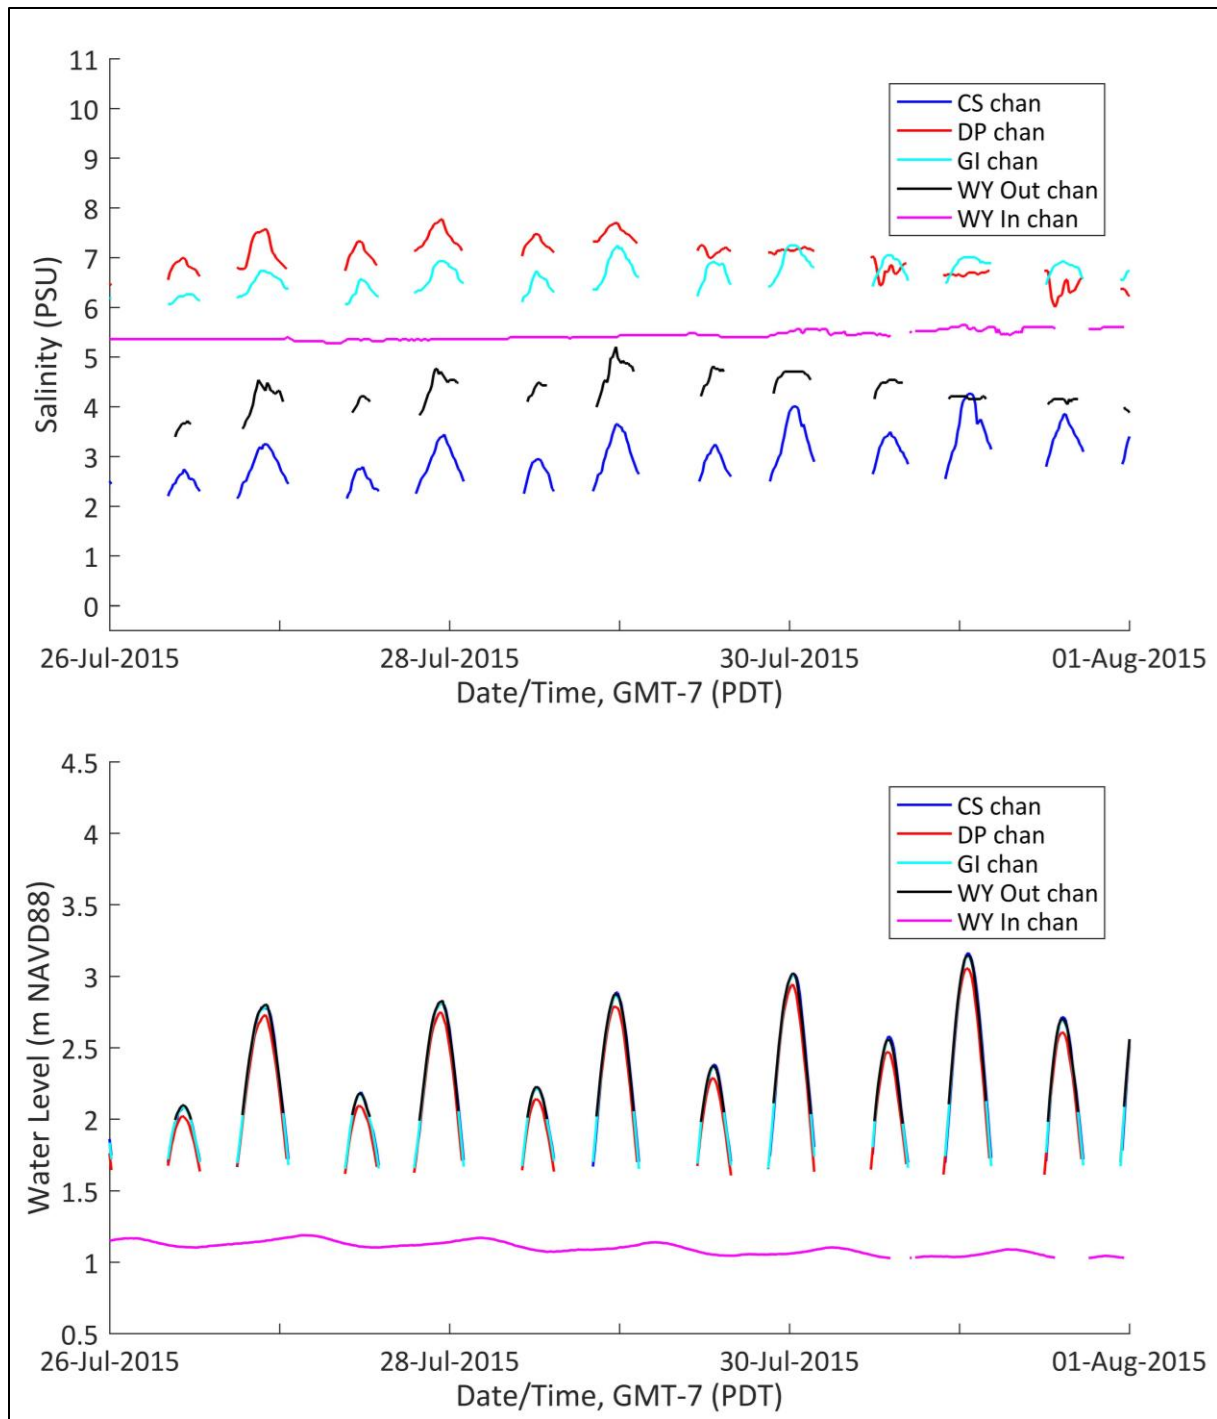 11
10
9
8
7
6
5
4
3
2
1
0
Salinity (PSU)
CS chan
DP chan
GI chan
WY Out chan
WY In chan
26-Jul-2015 28-Jul-2015 30-Jul-2015 01-Aug-2015
Date/Time, GMT-7 (PDT)
4.5
4
3.5
3
2.5
2
1.5
1
0.5
Water Level (m NAVD88)
CS chan
DP chan
GI chan
WY Out chan
WY In chan
26-Jul-2015 28-Jul-2015 30-Jul-2015 01-Aug-2015
Date/Time, GMT-7 (PDT)